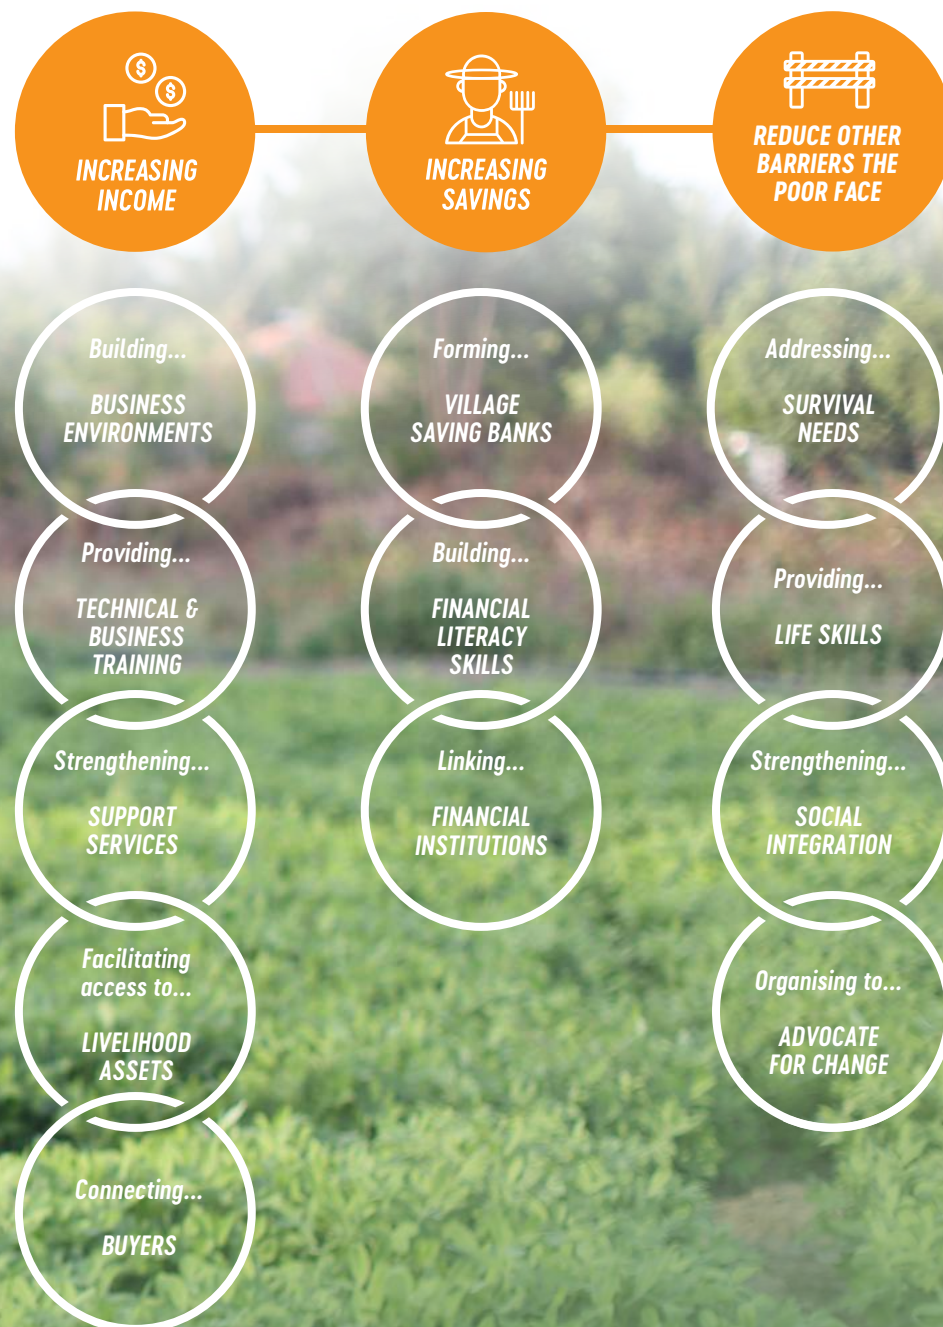 INCREASING
INCOME
Building...
BUSINESS
ENVIRONMENTS
Providing...
TECHNICAL &
BUSINESS
TRAINING
Strengthening...
SUPPORT
SERVICES
Facilitating
access to...
LIVELIHOOD
ASSETS
Connecting...
BUYERS
INCREASING
SAVINGS
Forming...
VILLAGE
SAVING BANKS
Building...
FINANCIAL
LITERACY
SKILLS
Linking...
FINANCIAL
INSTITUTIONS
REDUCE OTHER
BARRIERS THE
POOR FACE
Addressing...
SURVIVAL
NEEDS
Providing...
LIFE SKILLS
Strengthening...
SOCIAL
INTEGRATION
Organising to...
ADVOCATE
FOR CHANGE